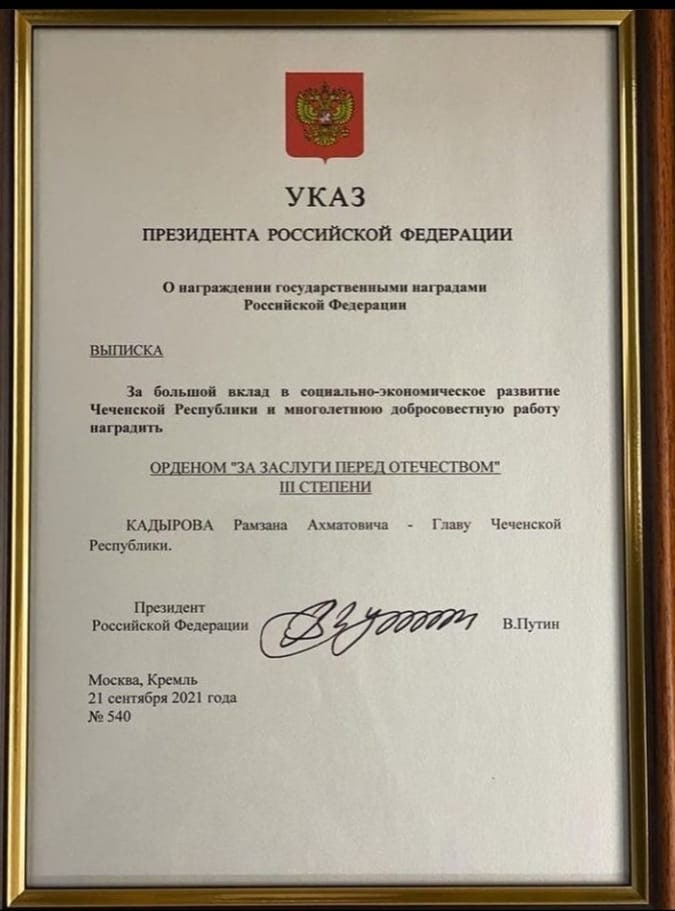 УКАЗ
ПРЕЗИДЕНТА РОССИЙСКОЙ ФЕДЕРАЦИИ
О награждении государственными наградами
Российской Федерации
ВЫПИСКА
За большой вклад в социально-экономическое развитие
Чеченской Республики и многолетнюю добросовестную работу
наградить
ОРДЕНОМ "ЗА ЗАСЛУГИ ПЕРЕД ОТЕЧЕСТВОМ"
III СТЕПЕНИ
КАДЫРОВА Рамзана Ахматовича - Главу Чеченской
Республики.
Президент
Российской Федерации В.Путин
Москва, Кремль
21 сентября 2021 года
№ 540